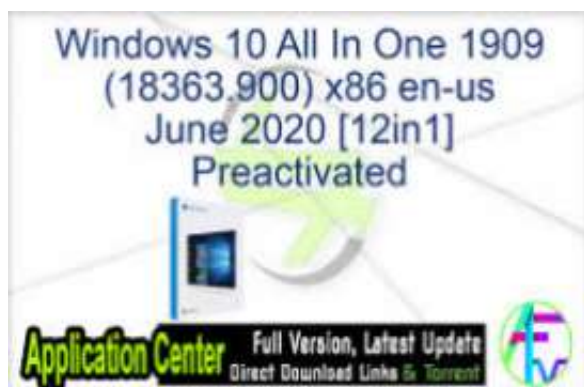 Windows 10 All In One 1909
(18363.900) x86 en-us
June 2020 [12in1]
Preactivated
Application Center
Full Version, Latest Update
Direct Download Links & Torrent